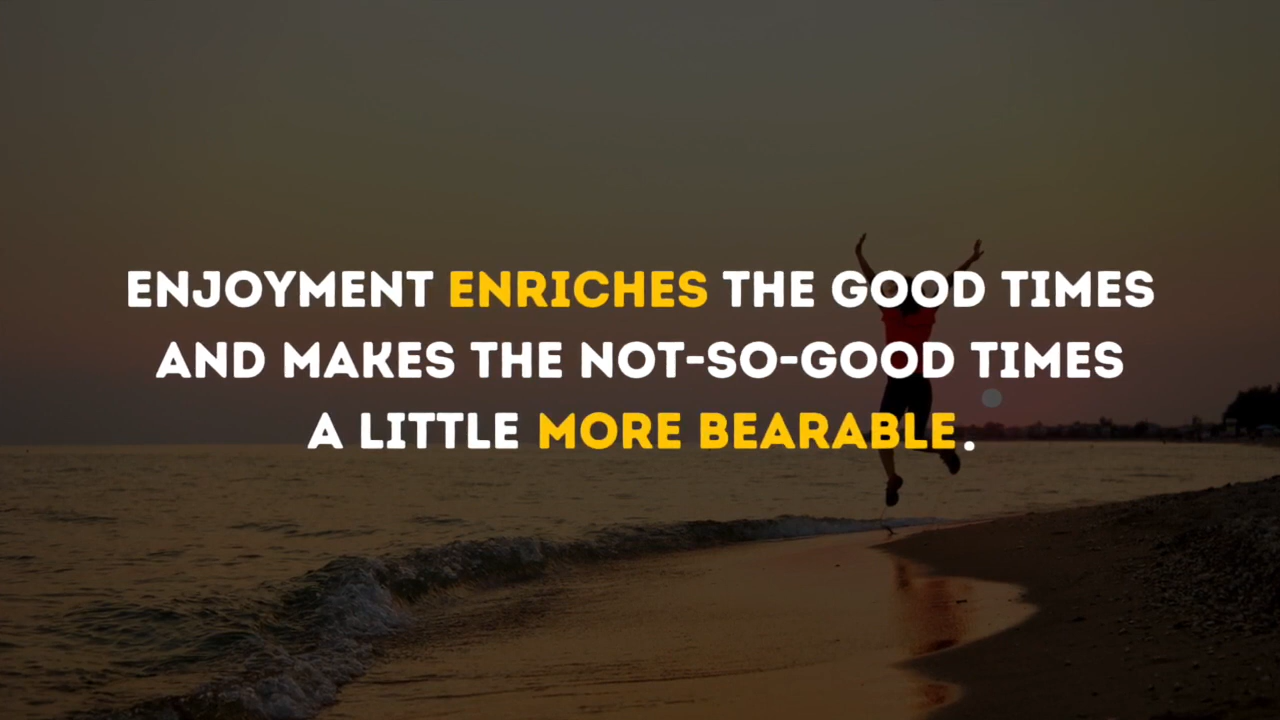 ENJOYMENT ENRICHES THE GOOD TIMES
AND MAKES THE NOT-SO-GOOD TIMES
A LITTLE MORE BEARABLE.